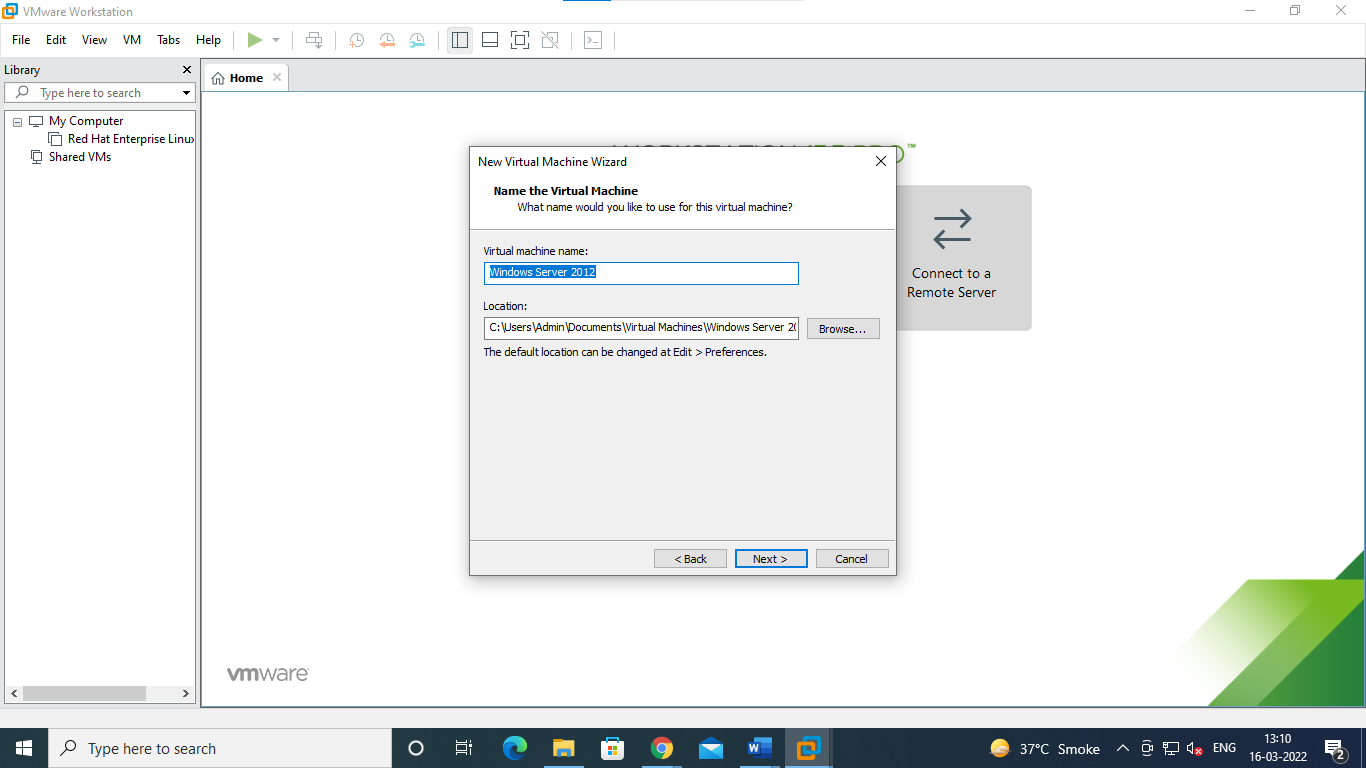 VMware Workstation
File Edit View VM Tabs Help
Library
Type here to search
My Computer
Red Hat Enterprise Linux
Shared VMs
Home
™
New Virtual Machine Wizard
Name the Virtual Machine
What name would you like to use for this virtual machine?
Virtual machine name:
Windows Server 2012
Location:
C:\Users\Admin\Documents\Virtual Machines\Windows Server 20
Browse...
The default location can be changed at Edit > Preferences.
< Back Next > Cancel
Connect to a
Remote Server
vmware
Type here to search
37°C Smoke
ENG
13:10
16-03-2022
2